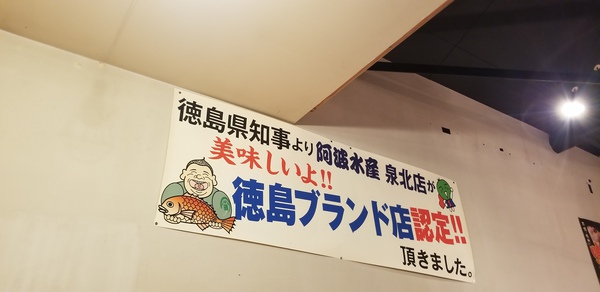 徳島県知事より阿波水産 泉北店が
美味しいよ!!
徳島ブランド店認定!!
頂きました。